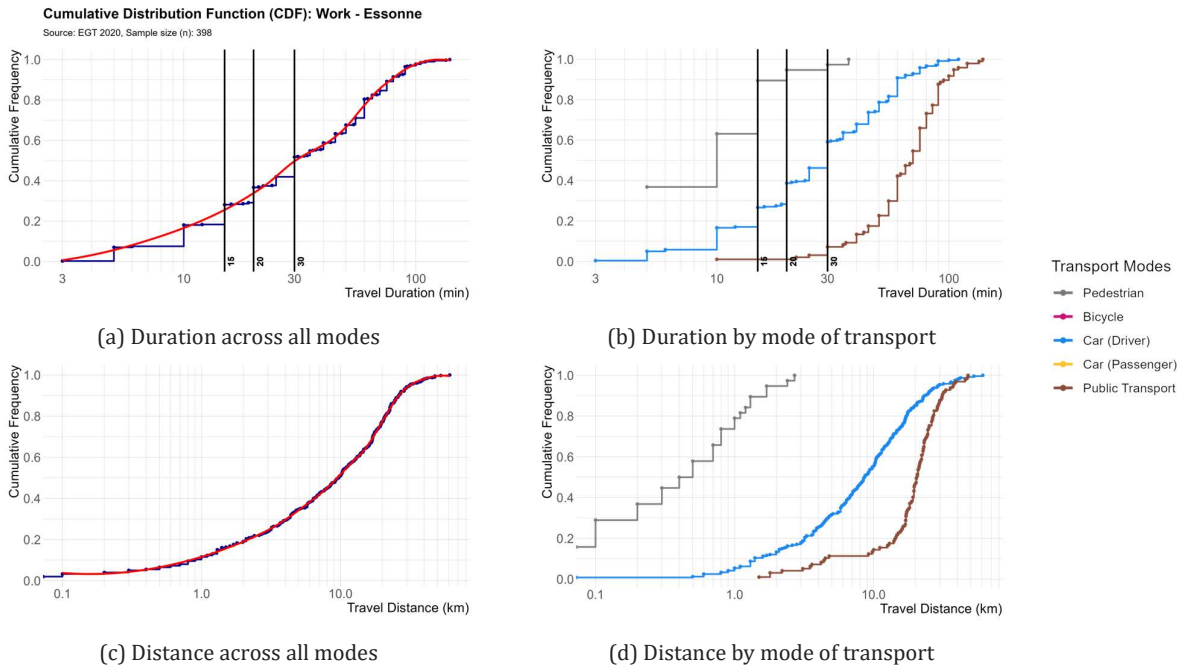 Cumulative Distribution Function (CDF): Work - Essonne
Source: EGT 2020, Sample size (n): 398
Cumulative Frequency
1.0
0.8
0.6
0.4
0.2
0.0
15
20
30
3
10
30
100
Travel Duration (min)
(a) Duration across all modes
Cumulative Frequency
1.0
0.8
0.6
0.4
0.2
0.0
15
20
30
3
10
30
100
Travel Duration (min)
(b) Duration by mode of transport
Transport Modes
Pedestrian
Bicycle
Car (Driver)
Car (Passenger)
Public Transport
Cumulative Frequency
1.0
0.8
0.6
0.4
0.2
0.0
0.1
1.0
10.0
Travel Distance (km)
(c) Distance across all modes
Cumulative Frequency
1.0
0.8
0.6
0.4
0.2
0.0
0.1
1.0
10.0
Travel Distance (km)
(d) Distance by mode of transport